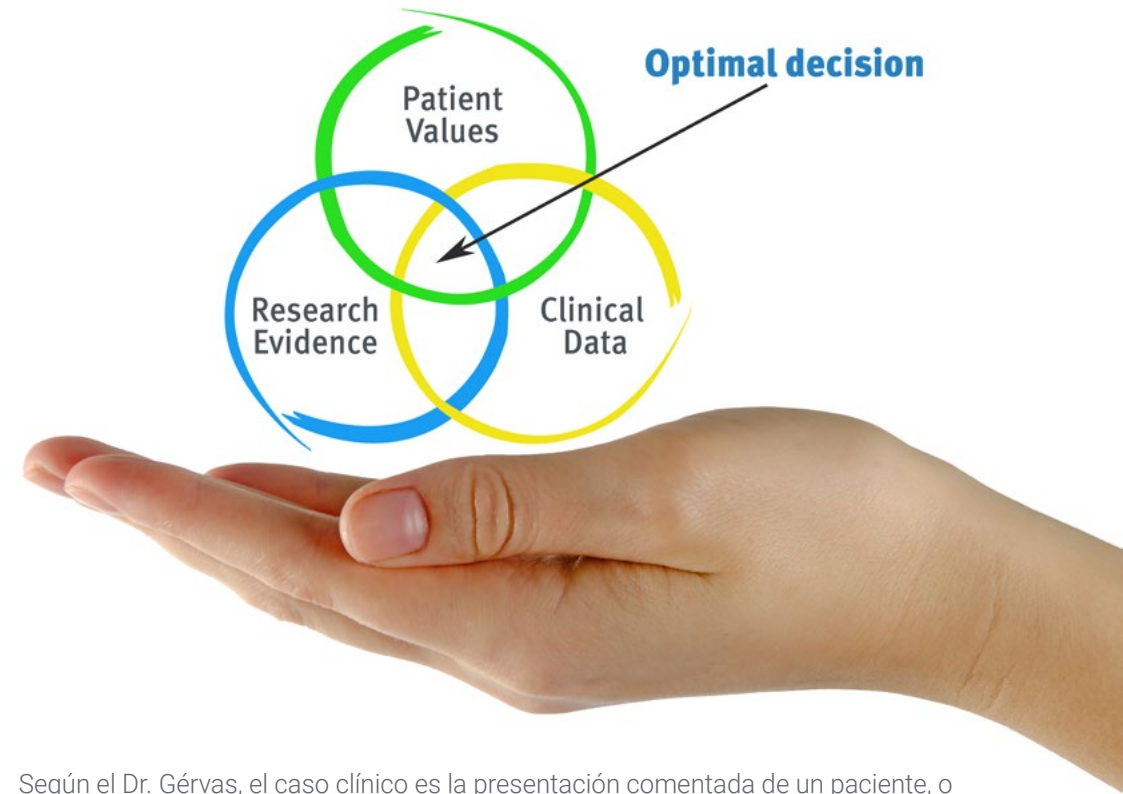 Optimal decision
Patient
Values
Research
Evidence
Clinical
Data
Según el Dr. Gérvas, el caso clínico es la presentación comentada de un paciente, o